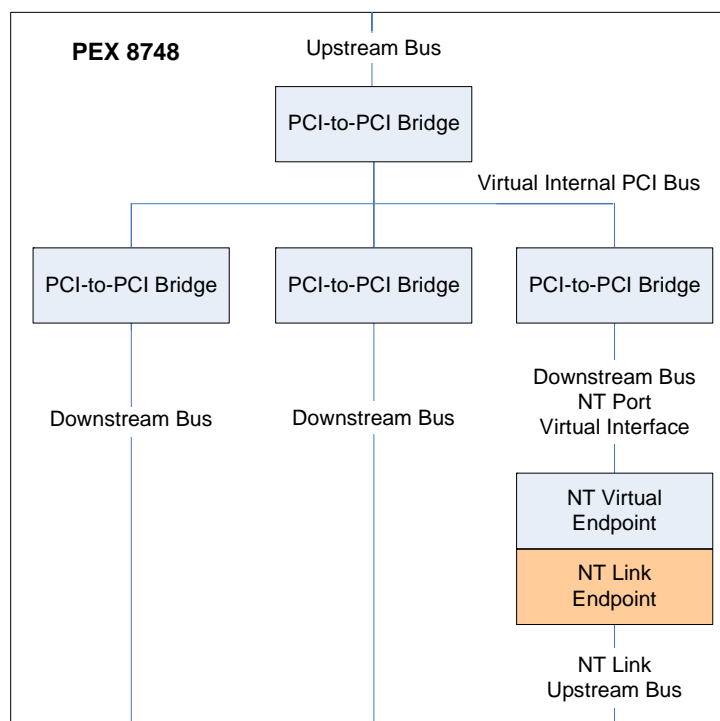 PEX 8748
Upstream Bus
PCI-to-PCI Bridge
Virtual Internal PCI Bus
PCI-to-PCI Bridge
PCI-to-PCI Bridge
PCI-to-PCI Bridge
Downstream Bus
Downstream Bus
Downstream Bus
NT Port
Virtual Interface
NT Virtual
Endpoint
NT Link
Endpoint
NT Link
Upstream Bus